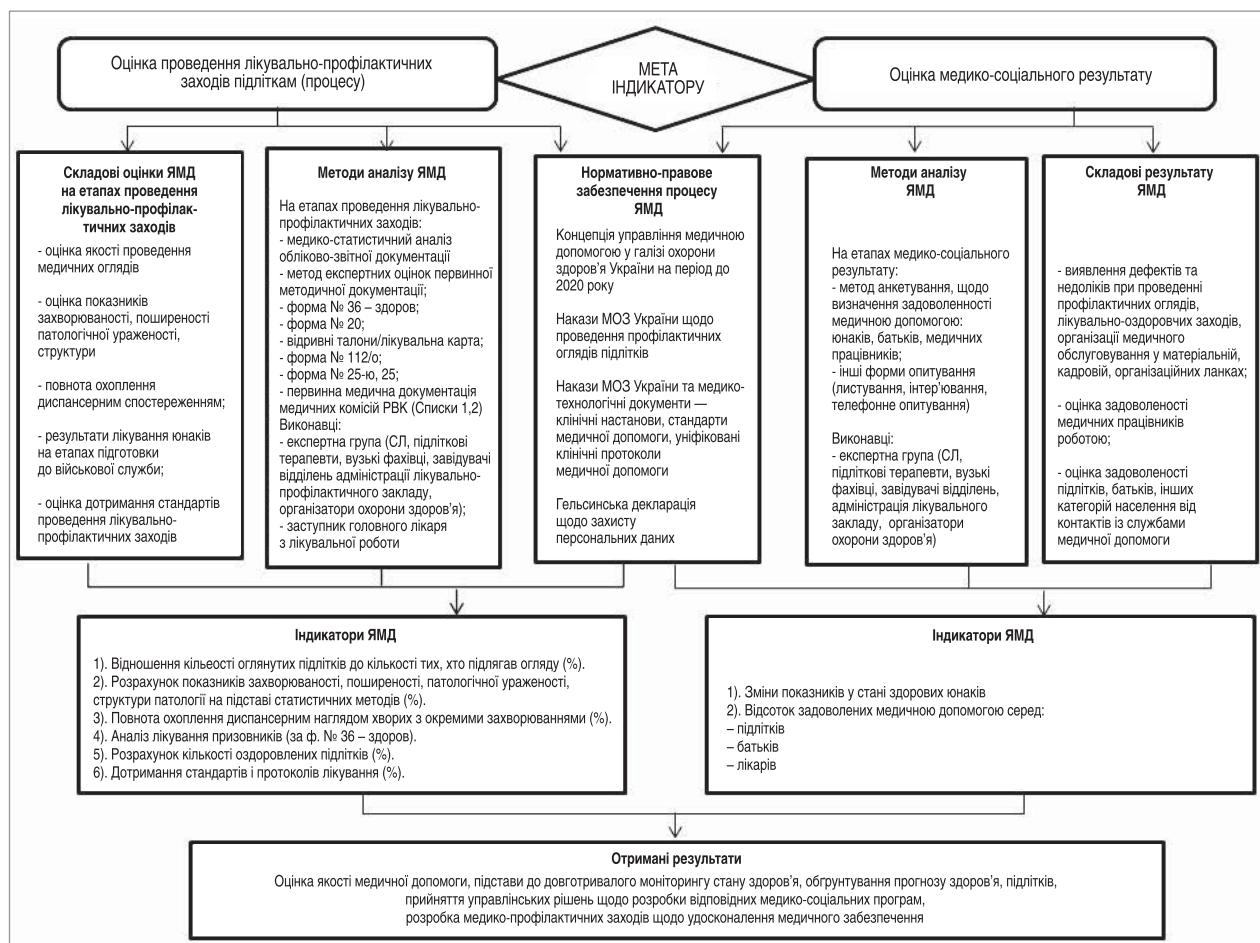 Оцінка проведення лікувально-профілактичних
заходів підліткам (процесу)
МЕТА
ІНДИКАТОРУ
Оцінка медико-соціального результату
Складові оцінки ЯМД
на етапах проведення
лікувально-профілак-
тичних заходів
- оцінка якості проведення
медичних оглядів
- оцінка показників
захворюваності, поширеності
патологічної ураженості,
структури
- повнота охоплення
диспансерним спостереженням;
- результати лікування юнаків
на етапах підготовки
до військової служби;
- оцінка дотримання стандартів
проведення лікувально-
профілактичних заходів
Методи аналізу ЯМД
На етапах проведення лікувально-
профілактичних заходів:
- медико-статистичний аналіз
обліково-звітної документації
- метод експертних оцінок первинної
методичної документації;
- форма № 36 – здоров;
- форма № 20;
- відривні талони/лікувальна карта;
- форма № 112/о;
- форма № 25-ю, 25;
- первинна медична документація
медичних комісій РВК (Списки 1,2)
Виконавці:
- експертна група (СЛ, підліткові
терапевти, вузькі фахівці, завідувачі
відділень адміністрації лікувально-
профілактичного закладу,
організатори охорони здоров’я);
- заступник головного лікаря
з лікувальної роботи
Нормативно-правове
забезпечення процесу
ЯМД
Концепція управління медичною
допомогою у галізі охорони
здоров’я України на період до
2020 року
Накази МОЗ України щодо
проведення профілактичних
оглядів підлітків
Накази МОЗ України та медико-
технологічні документи —
клінічні настанови, стандарти
медичної допомоги, уніфіковані
клінічні протоколи
медичної допомоги
Гельсинська декларація
щодо захисту
персональних даних
Методи аналізу
ЯМД
На етапах медико-соціального
результату:
- метод анкетування, щодо
визначення задоволенності
медичною допомогою:
юнаків, батьків, медичних
працівників;
- інші форми опитування
(листування, інтер’ювання,
телефонне опитування)
Виконавці:
- експертна група (СЛ,
підліткові терапевти, вузькі
фахівці, завідувачі відділень,
адміністрація лікувального
закладу, організатори
охорони здоров’я)
Складові результату
ЯМД
- виявлення дефектів та
недоліків при проведенні
профілактичних оглядів,
лікувально-оздоровчих заходів,
організації медичного
обслуговування у матеріальній,
кадровій, організаційних ланках;
- оцінка задоволеності
медичних працівників
роботою;
- оцінка задоволеності
підлітків, батьків, інших
категорій населення від
контактів із службами
медичної допомоги
Індикатори ЯМД
1). Відношення кільеості оглянутих підлітків до кількості тих, хто підлягав огляду (%).
2). Розрахунок показників захворюваності, поширеності, патологічної ураженості,
структури патології на підставі статистичних методів (%).
3). Повнота охоплення диспансерним наглядом хворих з окремими захворюваннями (%).
4). Аналіз лікування призовників (за ф. № 36 – здоров).
5). Розрахунок кількості оздоровлених підлітків (%).
6). Дотримання стандартів і протоколів лікування (%).
Індикатори ЯМД
1). Зміни показників у стані здорових юнаків
2). Відсоток задоволених медичною допомогою серед:
– підлітків
– батьків
– лікарів
Отримані результати
Оцінка якості медичної допомоги, підстави до довготривалого моніторингу стану здоров’я, обгрунтування прогнозу здоров’я, підлітків,
прийняття управлінських рішень щодо розробки відповідних медико-соціальних програм,
розробка медико-профілактичних заходів щодо удосконалення медичного забезпечення